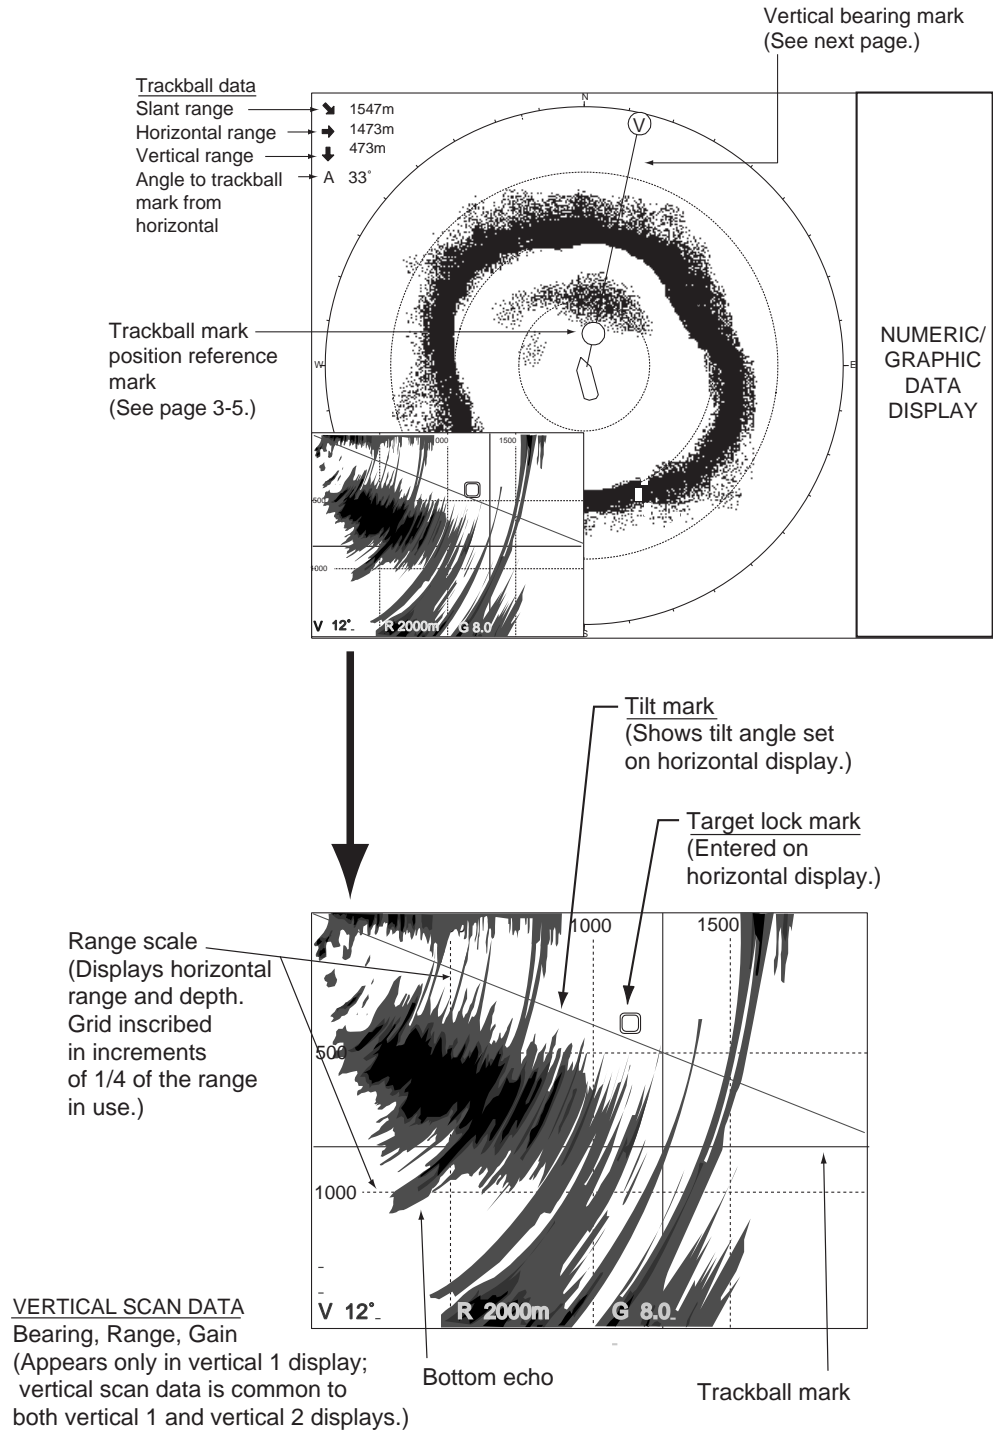 Vertical bearing mark
(See next page.)
Trackball data
Slant range
Horizontal range
Vertical range
Angle to trackball
mark from
horizontal
1547m
1473m
473m
A 33°
N
V
W
E
S
Trackball mark
position reference
mark
(See page 3-5.)
NUMERIC/
GRAPHIC
DATA
DISPLAY
000
1500
500
1000
V 12°
R 2000m
G 8.0
Tilt mark
(Shows tilt angle set
on horizontal display.)
Target lock mark
(Entered on
horizontal display.)
Range scale
(Displays horizontal
range and depth.
Grid inscribed
in increments
of 1/4 of the range
in use.)
1000
1500
500
1000
V 12°
R 2000m
G 8.0
VERTICAL SCAN DATA
Bearing, Range, Gain
(Appears only in vertical 1 display;
vertical scan data is common to
both vertical 1 and vertical 2 displays.)
Bottom echo
Trackball mark